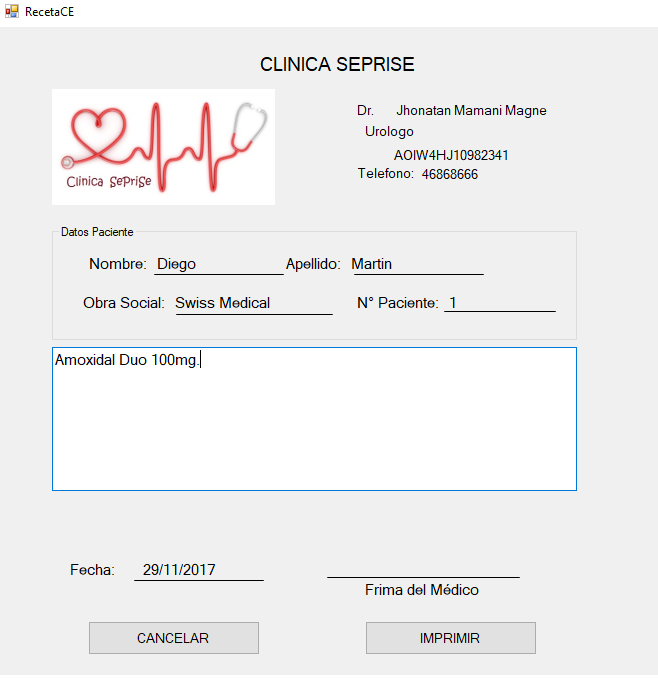 RecetaCE
CLINICA SEPRISE
Clinica SePriSe
Dr. Jhonatan Mamani Magne
Urologo
AOIW4HJ10982341
Telefono: 46868666
Datos Paciente
Nombre: Diego Apellido: Martin
Obra Social: Swiss Medical N° Paciente: 1
Amoxidal Duo 100mg.
Fecha: 29/11/2017
Frima del Médico
CANCELAR IMPRIMIR